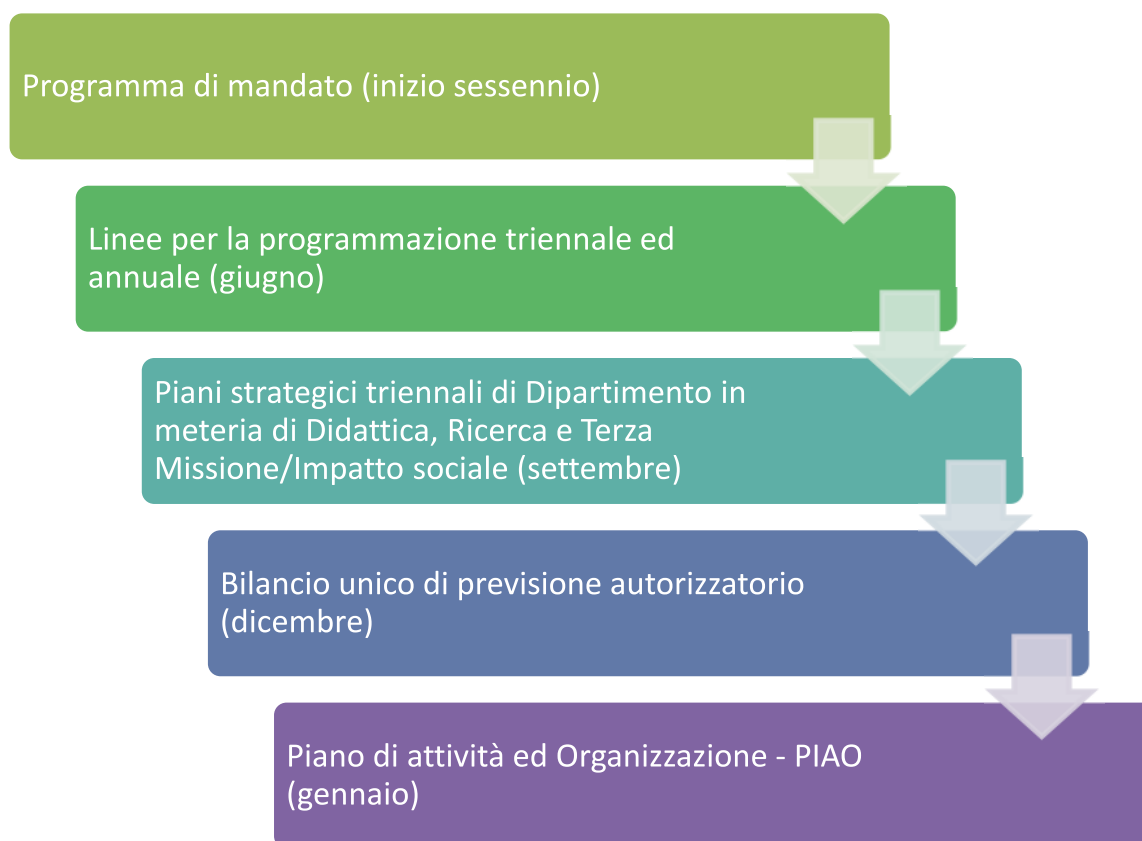 Programma di mandato (inizio sessennio)
Linee per la programmazione triennale ed
annuale (giugno)
Piani strategici triennali di Dipartimento in
meteria di Didattica, Ricerca e Terza
Missione/Impatto sociale (settembre)
Bilancio unico di previsione autorizzatorio
(dicembre)
Piano di attività ed Organizzazione - PIAO
(gennaio)